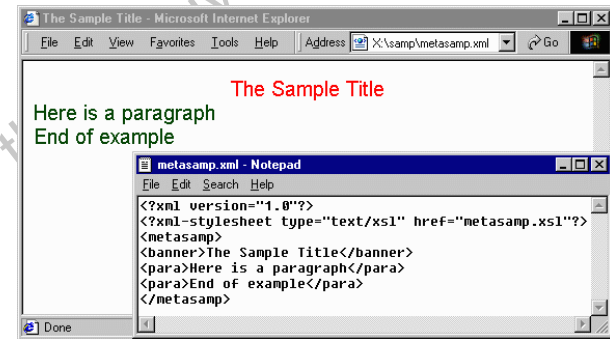 The Sample Title - Microsoft Internet Explorer
File Edit View Favorites Tools Help Address X:\samp\metasamp.xml Go
The Sample Title
Here is a paragraph
End of example
metasamp.xml - Notepad
File Edit Search Help
<?xml version="1.0"?>
<?xml-stylesheet type="text/xsl" href="metasamp.xsl"?>
<metasamp>
<banner>The Sample Title</banner>
<para>Here is a paragraph</para>
<para>End of example</para>
</metasamp>
Done